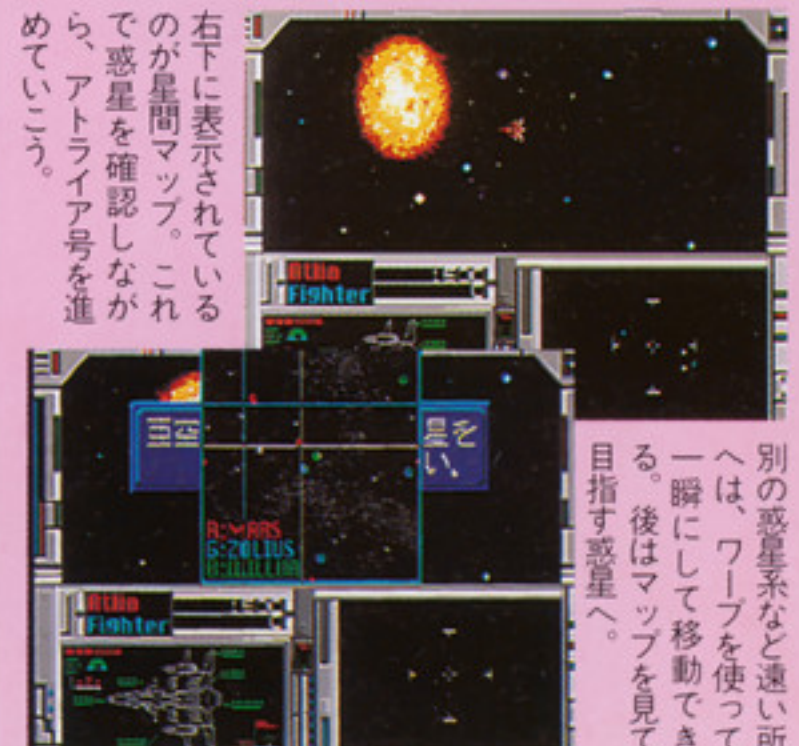 右下に表示されている
のが星間マップ。これ
で惑星を確認しなが
ら、アトライア号を進
めていこう。
Fighter
別の惑星系など遠い所
へは、ワープを使って
一瞬にして移動でき
る。後はマップを見て
目指す惑星へ。
星を
い。
G:ZOLIUS
Fighter